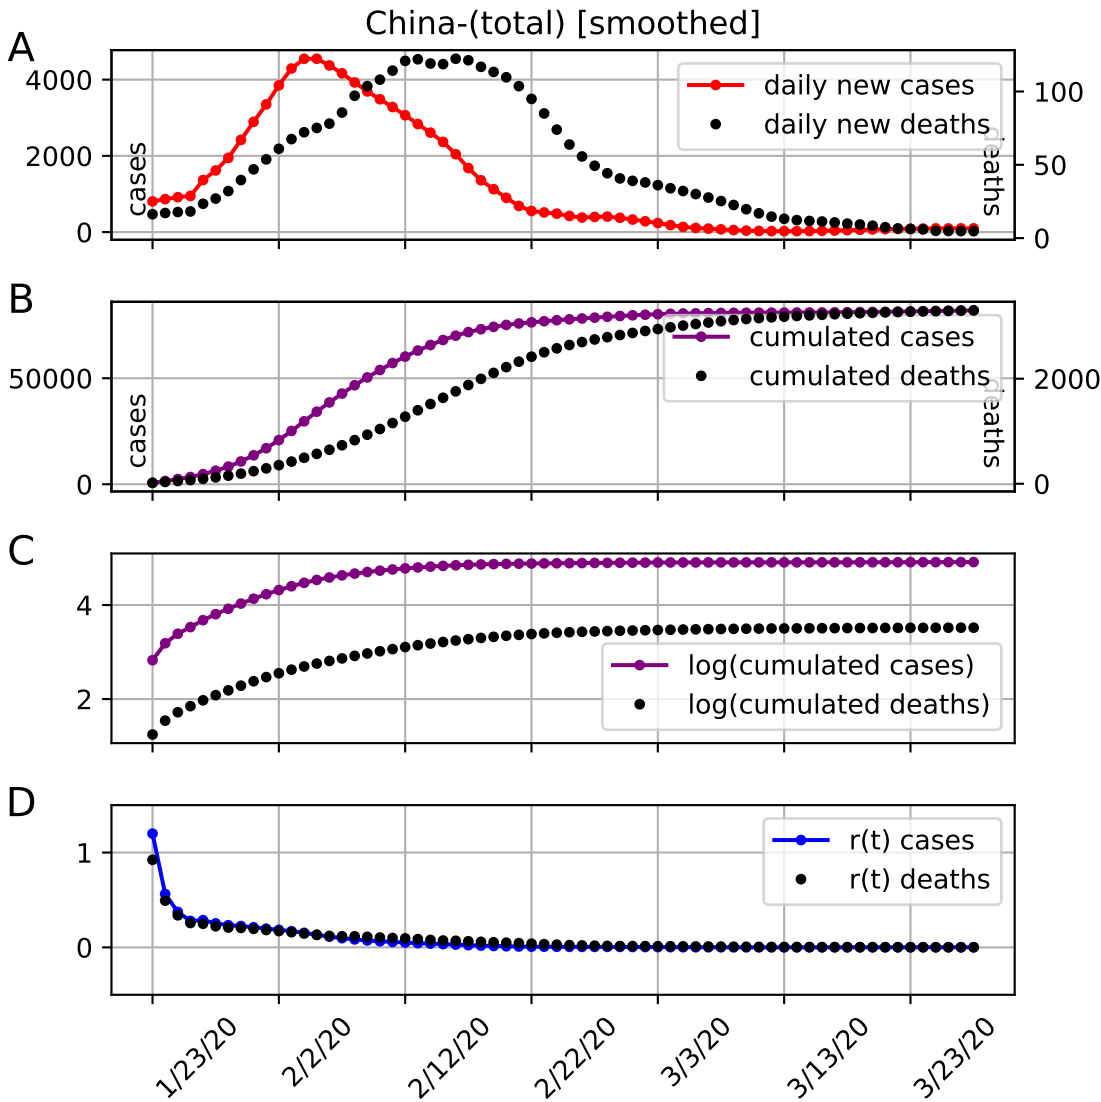 China-(total) [smoothed]
A
4000
2000
0
cases
daily new cases
daily new deaths
100
50
0
deaths
B
50000
0
cases
cumulated cases
cumulated deaths
2000
0
deaths
C
4
2
log(cumulated cases)
log(cumulated deaths)
D
1
0
r(t) cases
r(t) deaths
1/23/20
2/2/20
2/12/20
2/22/20
3/3/20
3/13/20
3/23/20